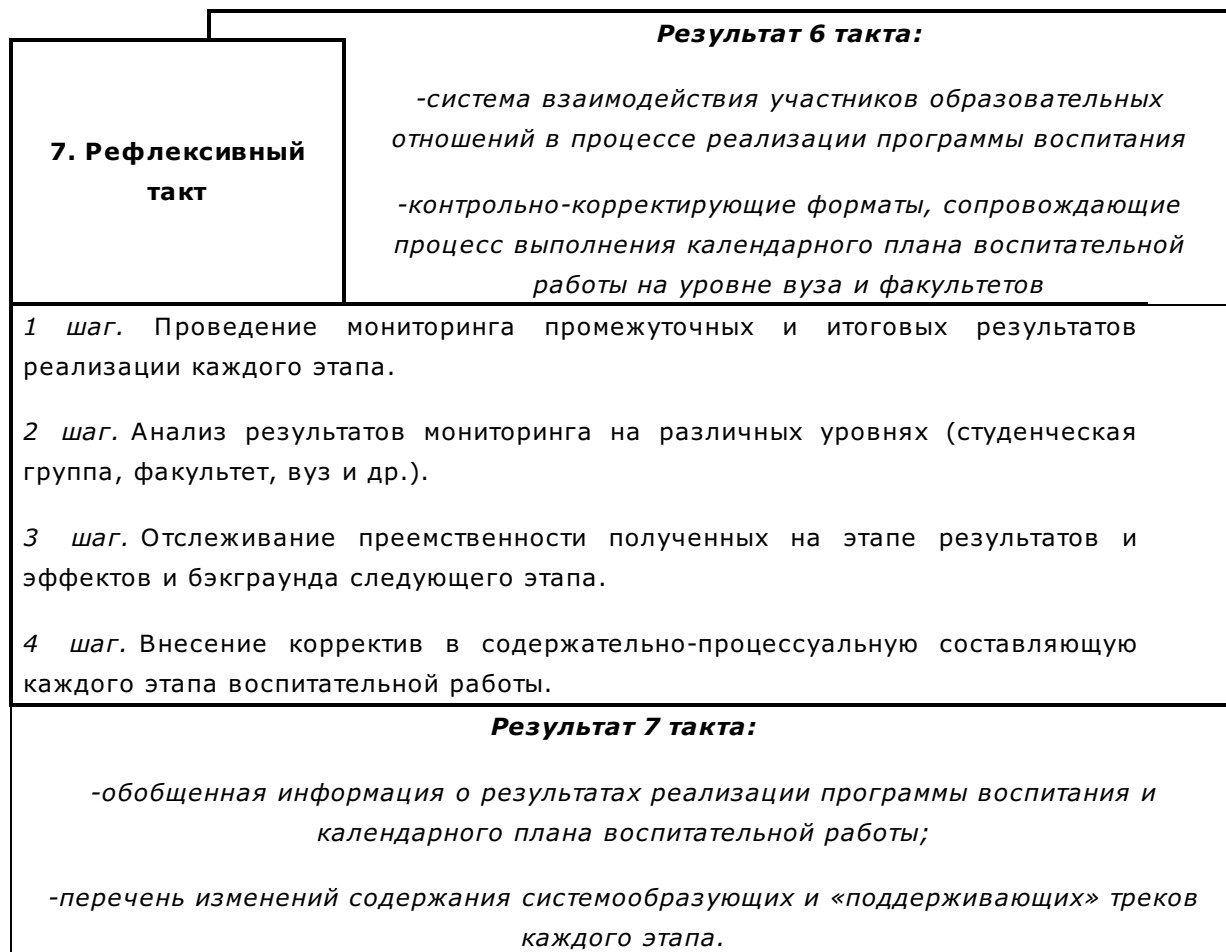 Результат 6 такта:
-система взаимодействия участников образовательных
отношений в процессе реализации программы воспитания
-контрольно-корректирующие форматы, сопровождающие
процесс выполнения календарного плана воспитательной
работы на уровне вуза и факультетов
7. Рефлексивный
такт
1 шаг. Проведение мониторинга промежуточных и итоговых результатов
реализации каждого этапа.
2 шаг. Анализ результатов мониторинга на различных уровнях (студенческая
группа, факультет, вуз и др.).
3 шаг. Отслеживание преемственности полученных на этапе результатов и
эффектов и бэкграунда следующего этапа.
4 шаг. Внесение корректив в содержательно-процессуальную составляющую
каждого этапа воспитательной работы.
Результат 7 такта:
-обобщенная информация о результатах реализации программы воспитания и
календарного плана воспитательной работы;
-перечень изменений содержания системообразующих и «поддерживающих» треков
каждого этапа.